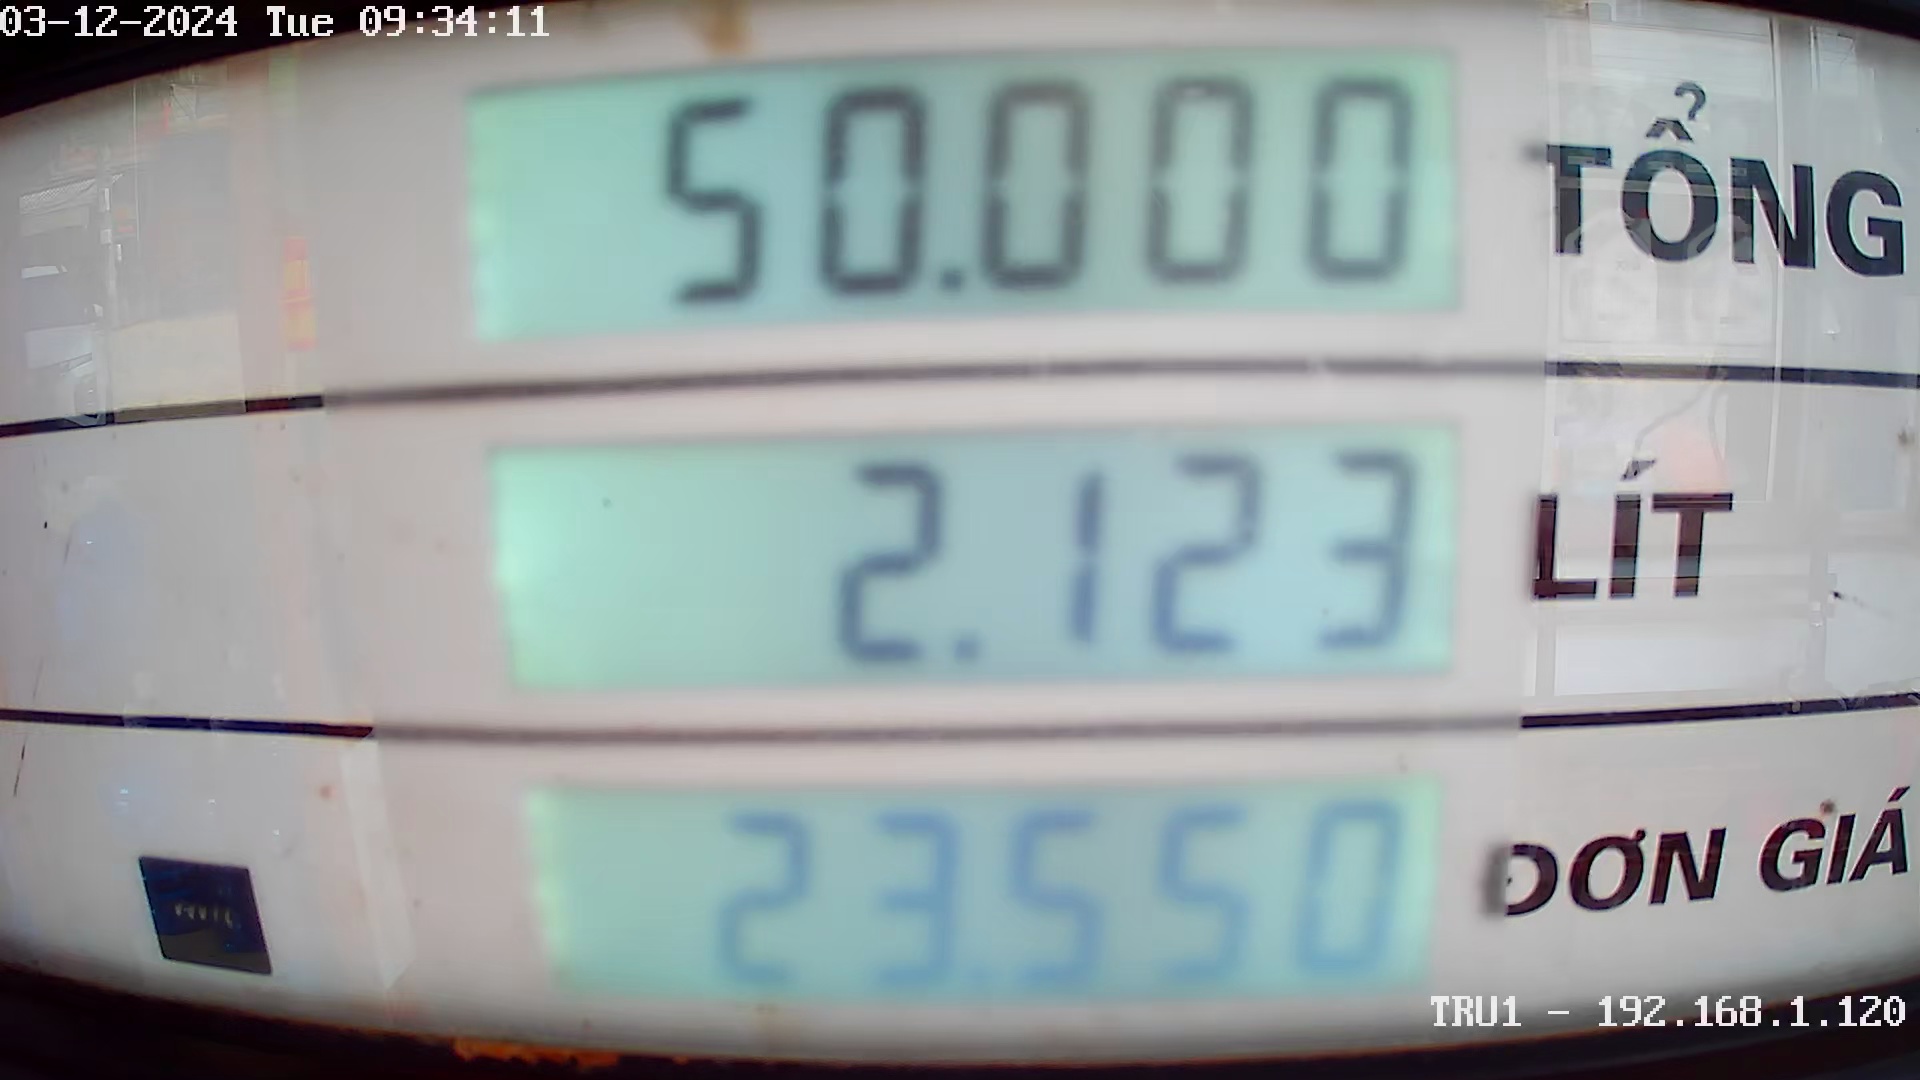 03-12-2024 Tue 09:34:11
50.000 TỔNG
2.123 LÍT
23.550 ĐƠN GIÁ
TRU1 - 192.168.1.120